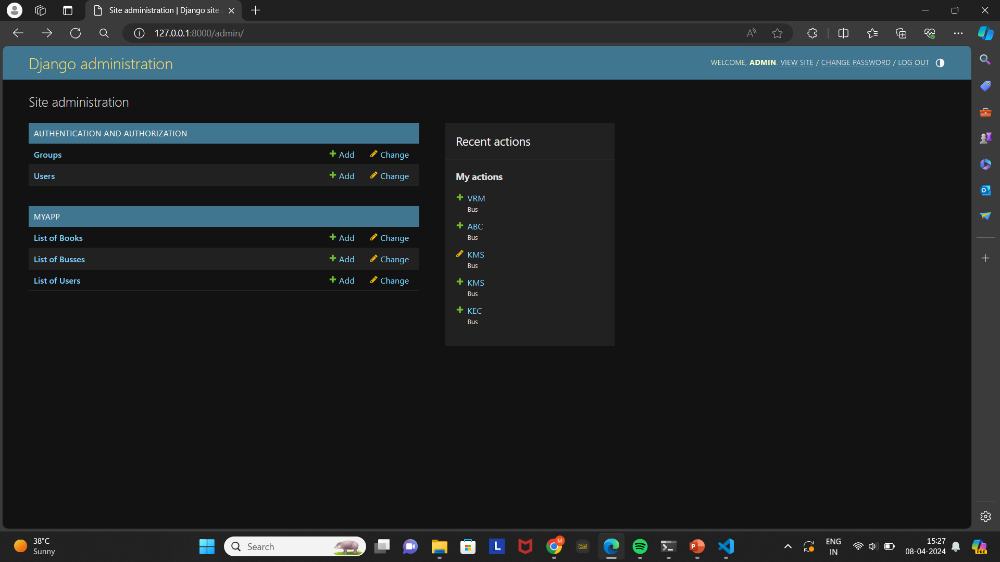 Site administration | Django site
127.0.0.1:8000/admin/
Django administration
WELCOME, ADMIN. VIEW SITE / CHANGE PASSWORD / LOG OUT
Site administration
AUTHENTICATION AND AUTHORIZATION
Groups Add Change
Users Add Change
MYAPP
List of Books Add Change
List of Busses Add Change
List of Users Add Change
Recent actions
My actions
VRM
Bus
ABC
Bus
KMS
Bus
KMS
Bus
KEC
Bus
38°C
Sunny
Search
L
M
P
PRE
ENG
IN
15:27
08-04-2024